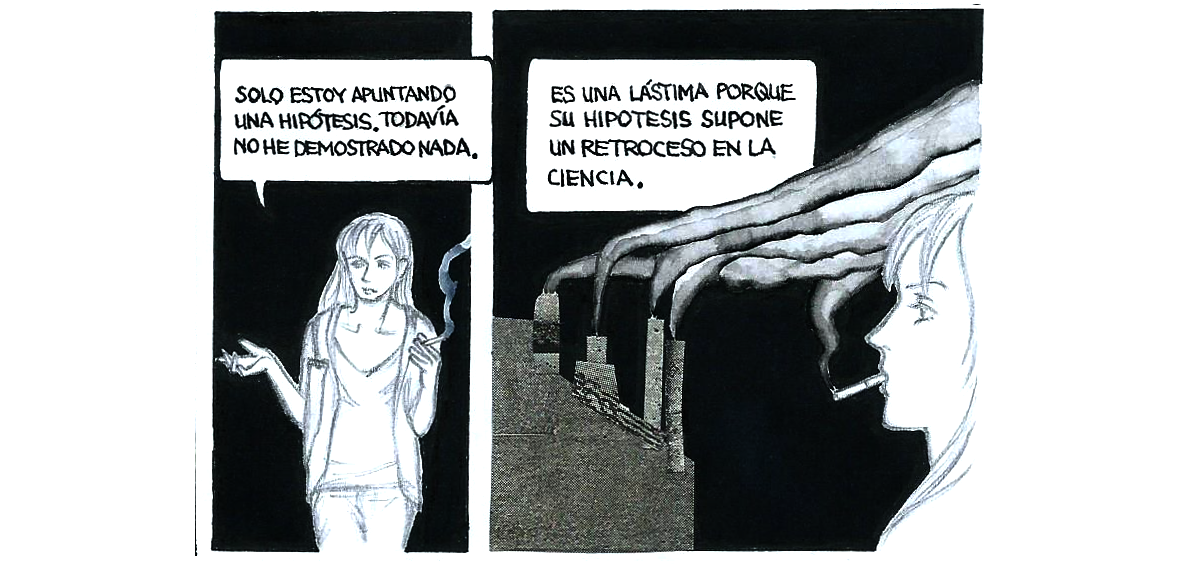 SOLO ESTOY APUNTANDO
UNA HIPÓTESIS. TODAVÍA
NO HE DEMOSTRADO NADA.
ES UNA LÁSTIMA PORQUE
SU HIPOTESIS SUPONE
UN RETROCESO EN LA
CIENCIA.